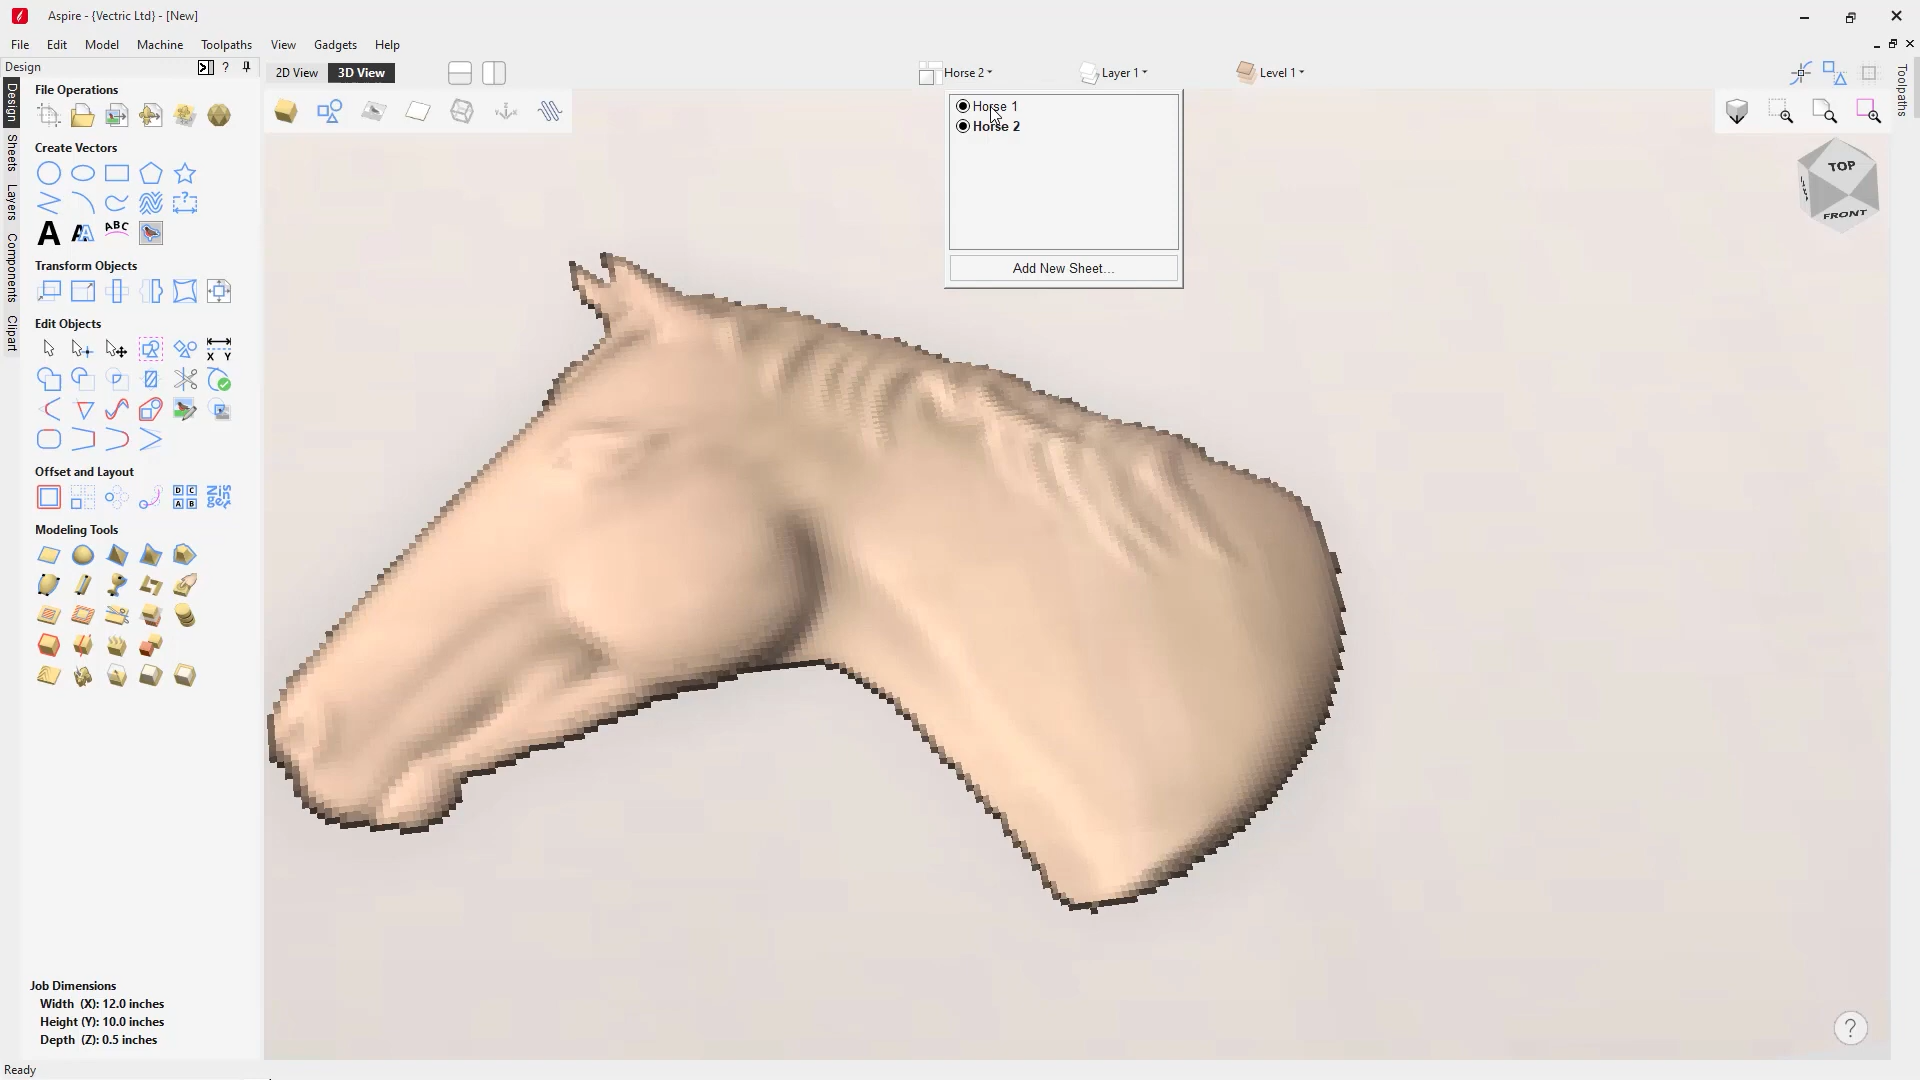 Aspire - {Vectric Ltd} - [New]
File Edit Model Machine Toolpaths View Gadgets Help
Design
2D View 3D View
Horse 2
Layer 1
Level 1
Toolpaths
Design
Sheets
Layers
Components
Clipart
File Operations
Create Vectors
A
ABC
Transform Objects
Edit Objects
X Y
Offset and Layout
Modeling Tools
Horse 1
Horse 2
Add New Sheet...
TOP
FRONT
Job Dimensions
Width (X): 12.0 inches
Height (Y): 10.0 inches
Depth (Z): 0.5 inches
Ready